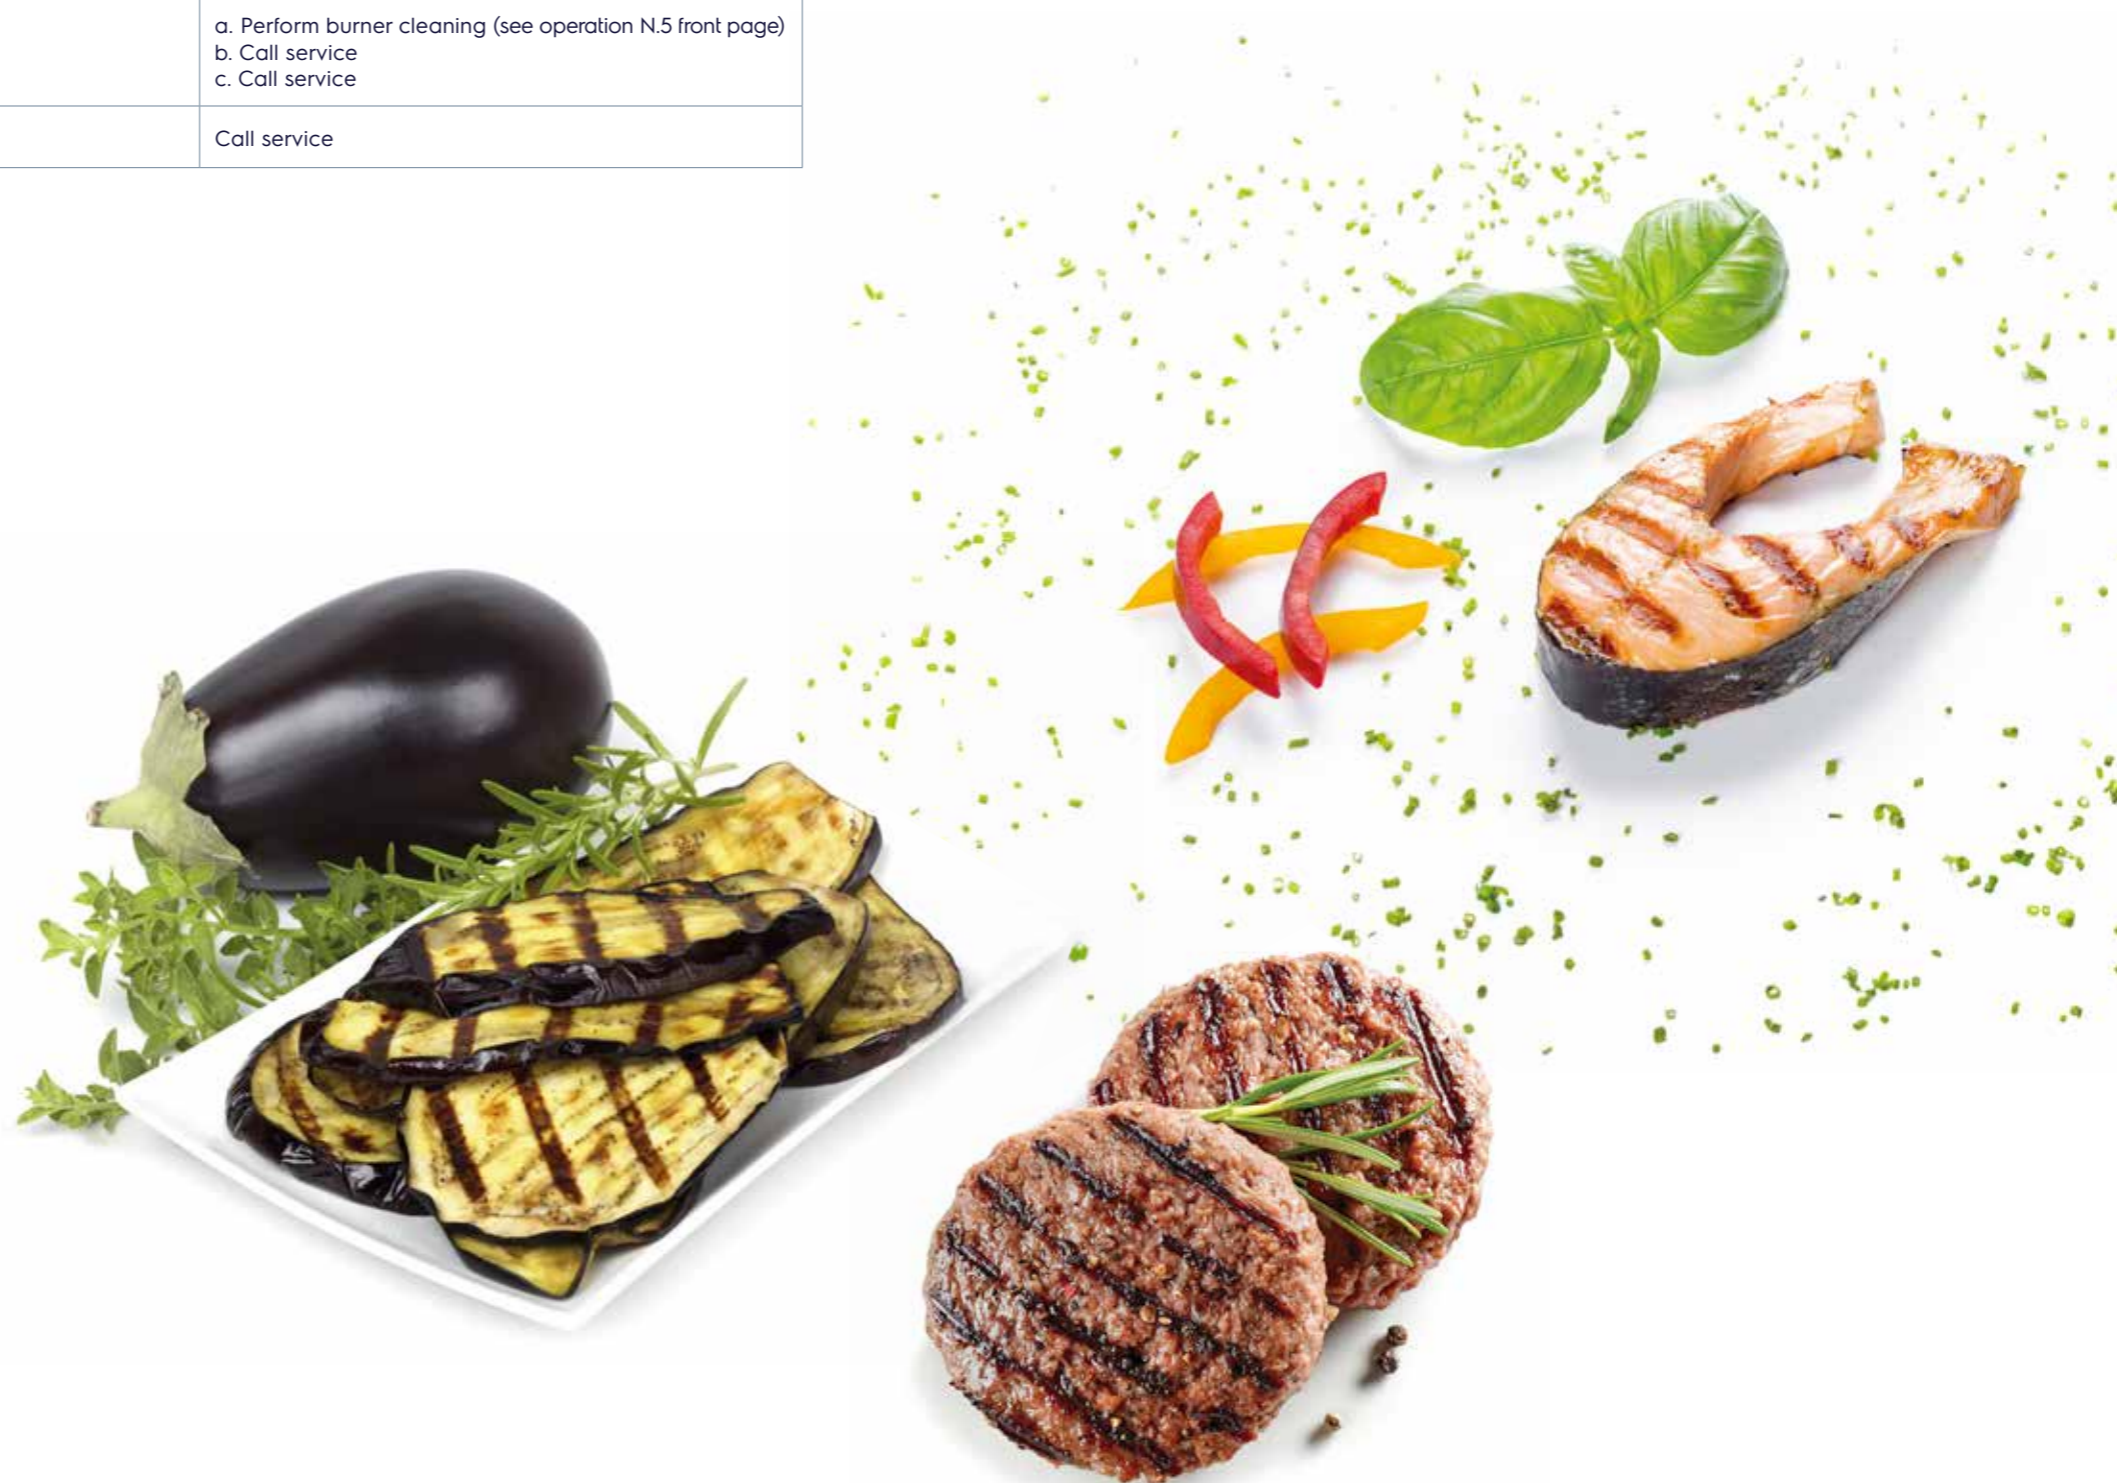 a. Perform burner cleaning (see operation N.5 front page)
b. Call service
c. Call service
Call service